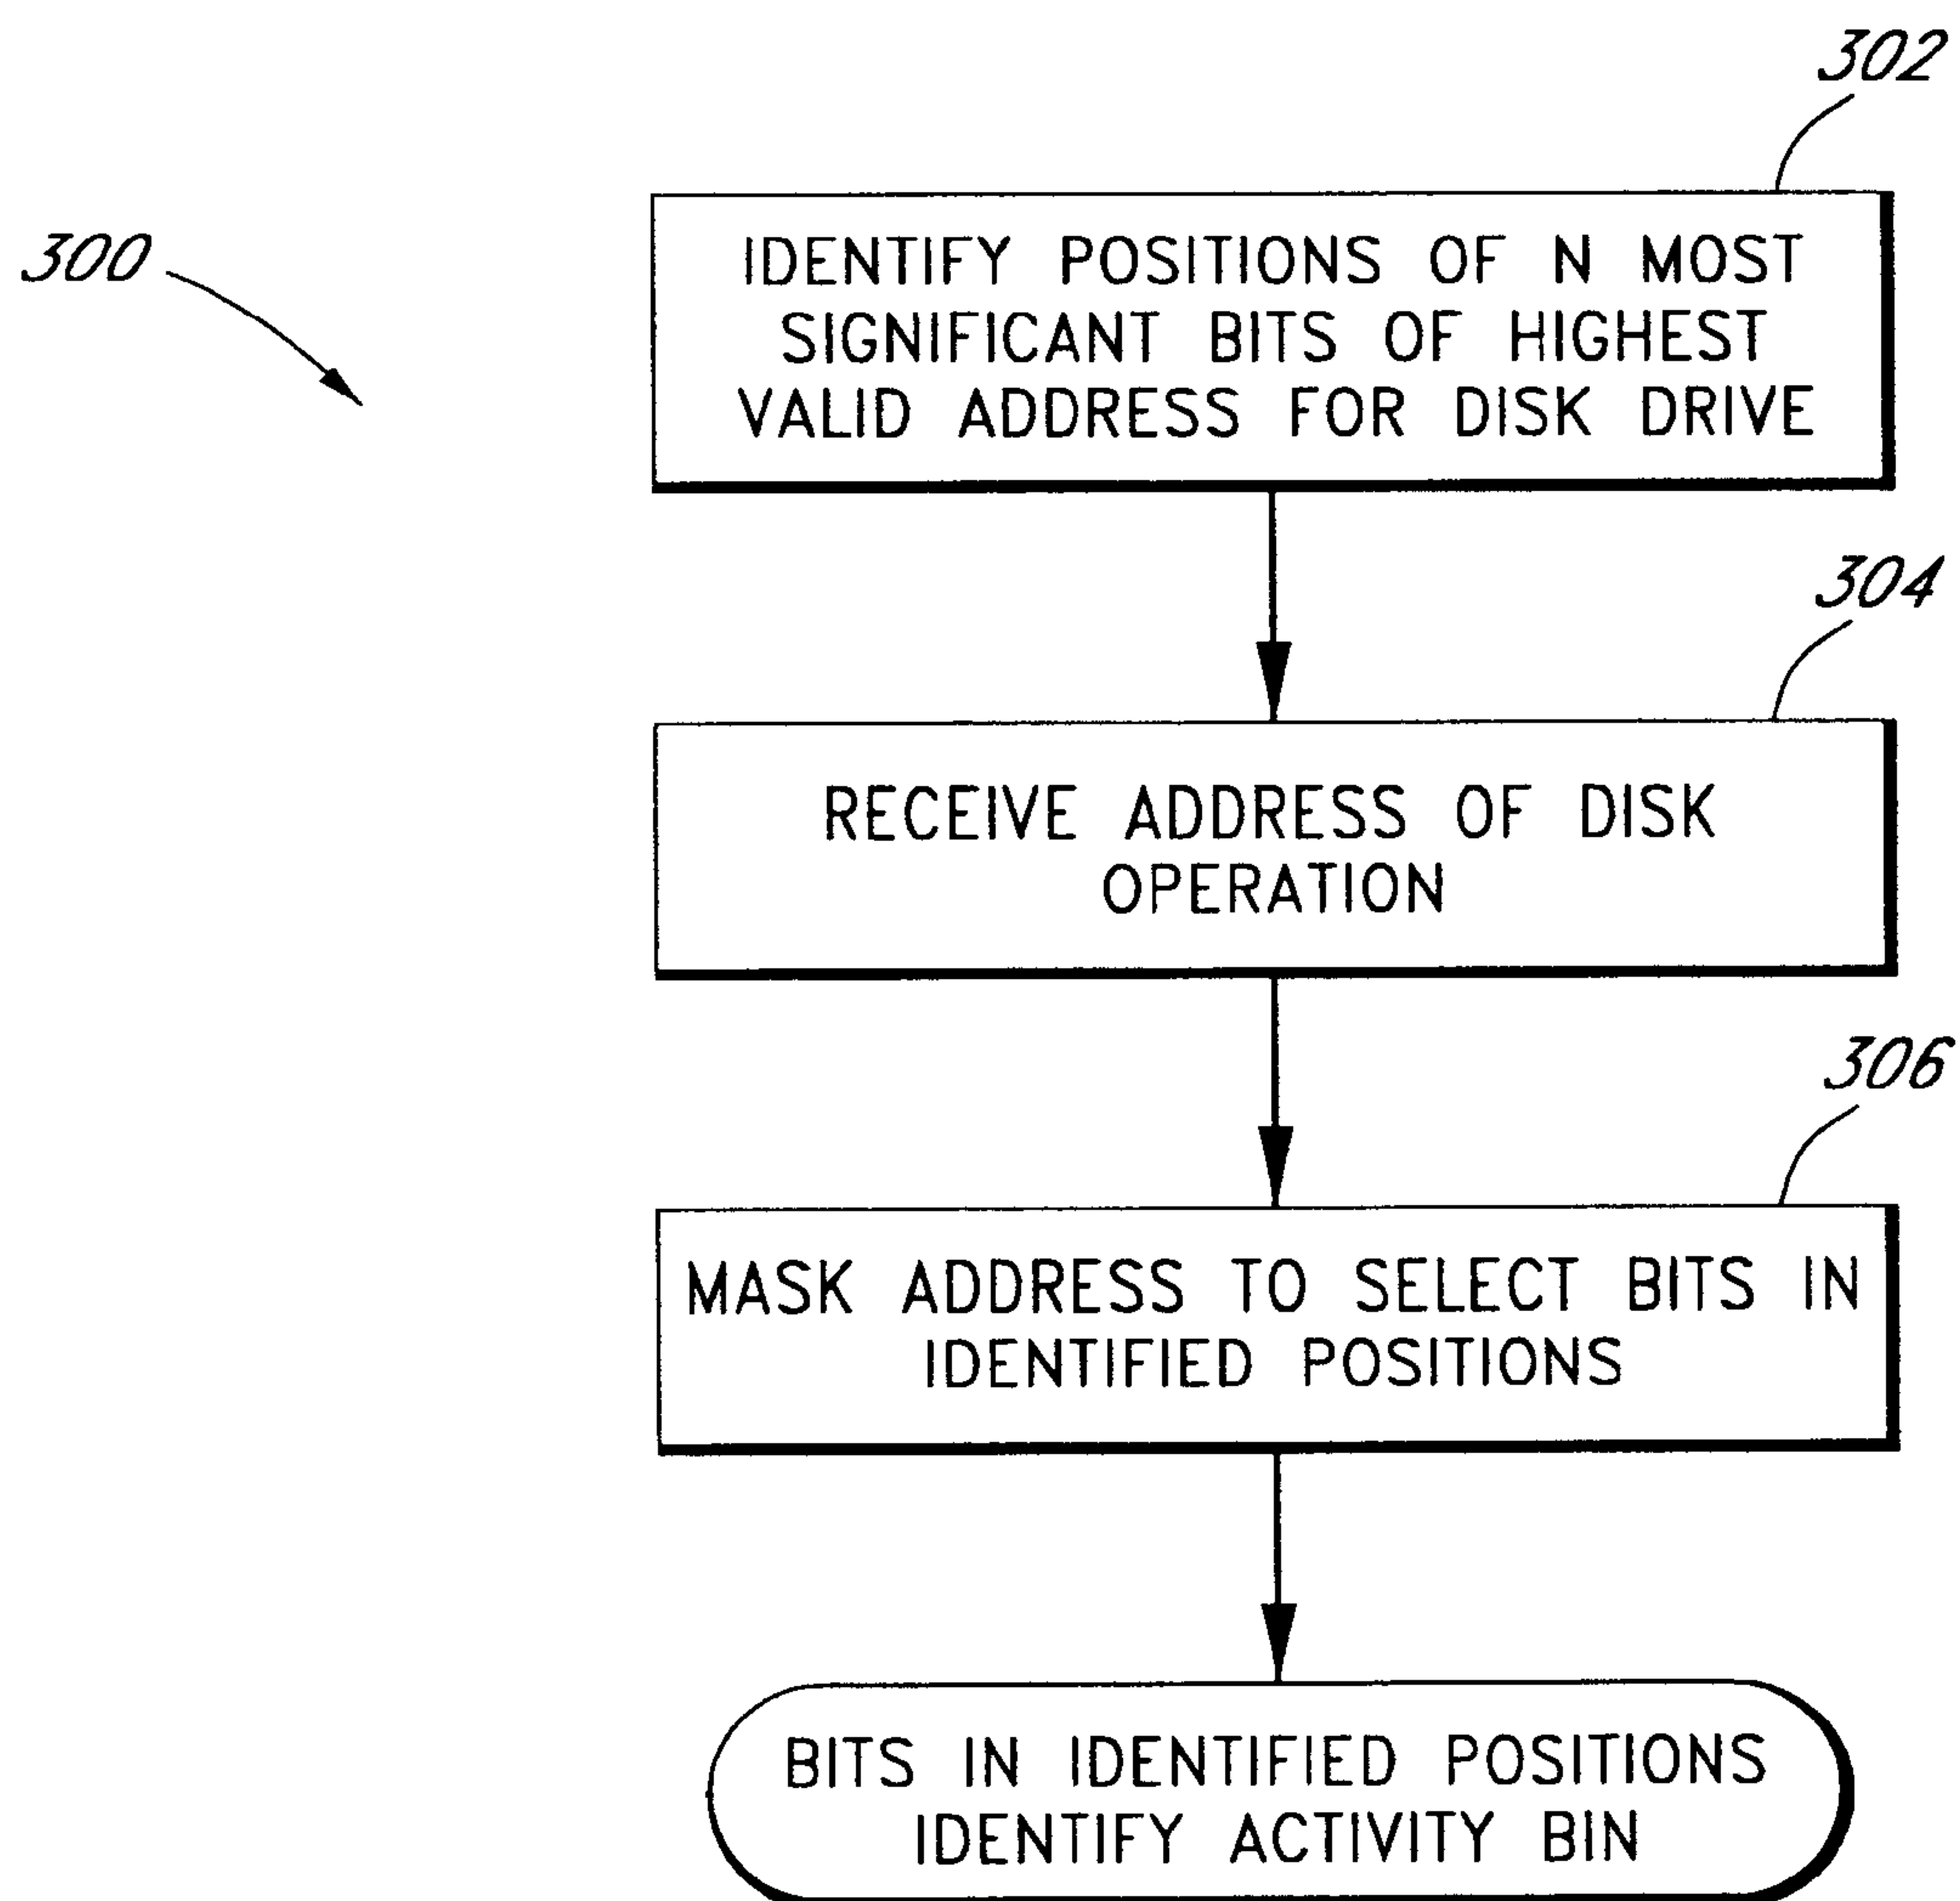 302
300
IDENTIFY POSITIONS OF N MOST
SIGNIFICANT BITS OF HIGHEST
VALID ADDRESS FOR DISK DRIVE
304
RECEIVE ADDRESS OF DISK
OPERATION
306
MASK ADDRESS TO SELECT BITS IN
IDENTIFIED POSITIONS
BITS IN IDENTIFIED POSITIONS
IDENTIFY ACTIVITY BIN